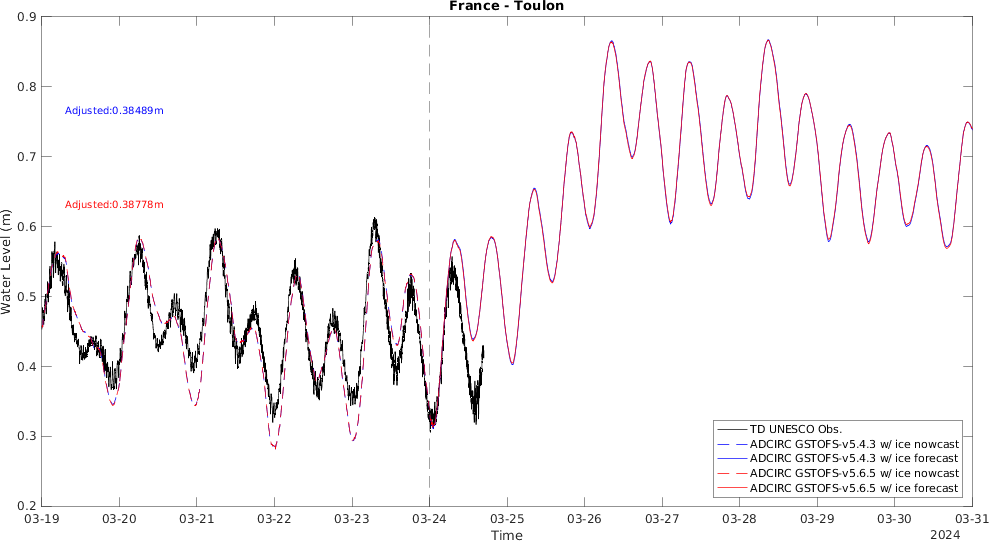 France - Toulon
Water Level (m)
0.9
0.8
0.7
0.6
0.5
0.4
0.3
0.2
Adjusted:0.38489m
Adjusted:0.38778m
TD UNESCO Obs.
ADCIRC GSTOFS-v5.4.3 w/ ice nowcast
ADCIRC GSTOFS-v5.4.3 w/ ice forecast
ADCIRC GSTOFS-v5.6.5 w/ ice nowcast
ADCIRC GSTOFS-v5.6.5 w/ ice forecast
03-19 03-20 03-21 03-22 03-23 03-24 03-25 03-26 03-27 03-28 03-29 03-30 03-31
Time
2024